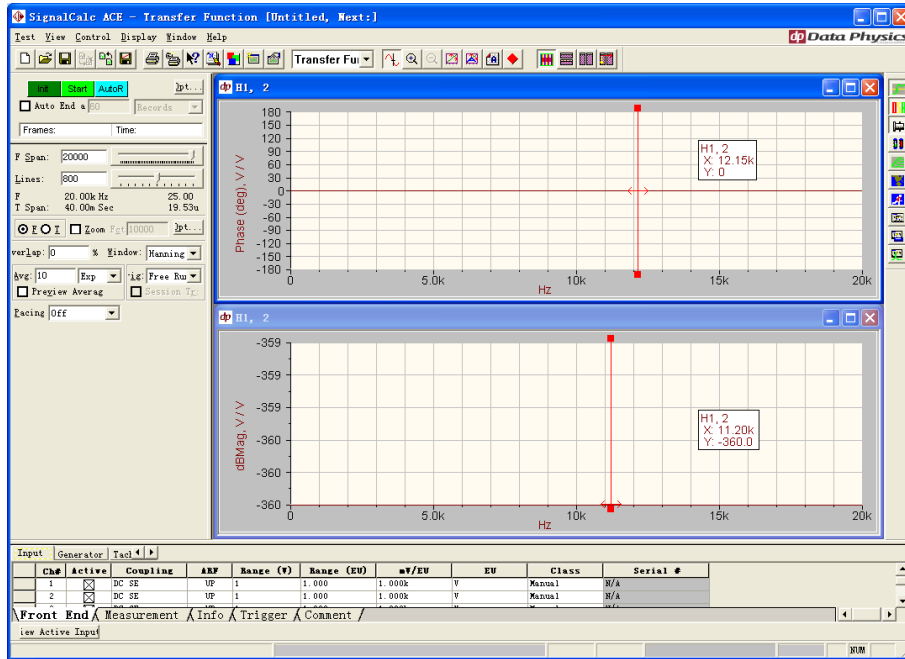 SignalCalc ACE - Transfer Function [Untitled, Next:]
Test View Control Display Window Help
dp Data Physics
Transfer Fu
Init Start AutoR Opt...
Auto End a 60 Records
Frames: Time:
F Span: 20000
Lines: 800
F 20.00k Hz 25.00
T Span: 40.00m Sec 19.53u
F T Zoom Fct 10000 Opt...
verlap: 0 % Window: Hanning
Avg: 10 Exp ig: Free Ru
Preview Averag Session Tr:
Pacing Off
dp H1, 2
180
150
120
90
60
30
0
-30
-60
-90
-120
-150
-180
Phase (deg), V / V
0 5.0k 10k 15k 20k
Hz
H1, 2
X: 12.15k
Y: 0
dp H1, 2
-359
-359
-359
-360
-360
-360
dBMag, V / V
0 5.0k 10k 15k 20k
Hz
H1, 2
X: 11.20k
Y: -360.0
Input Generator Tacl
Ch# Active Coupling ARF Range (V) Range (EU) mV/EU EU Class Serial #
1 DC SE UP 1 1.000 1.000k V Manual N/A
2 DC SE UP 1 1.000 1.000k V Manual N/A
Front End Measurement Info Trigger Comment
iew Active Input
NUM